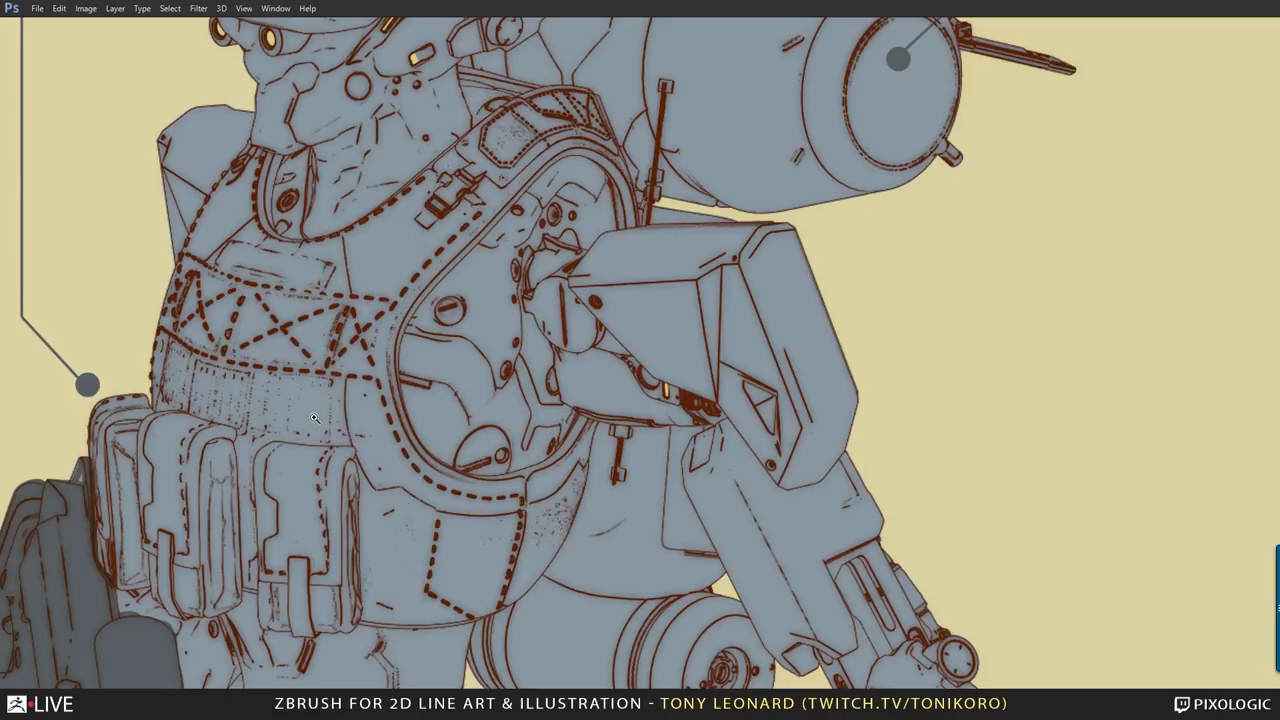 Ps File Edit Image Layer Type Select Filter 3D View Window Help
LIVE ZBRUSH FOR 2D LINE ART & ILLUSTRATION - TONY LEONARD (TWITCH.TV/TONIKORO) PIXOLOGIC